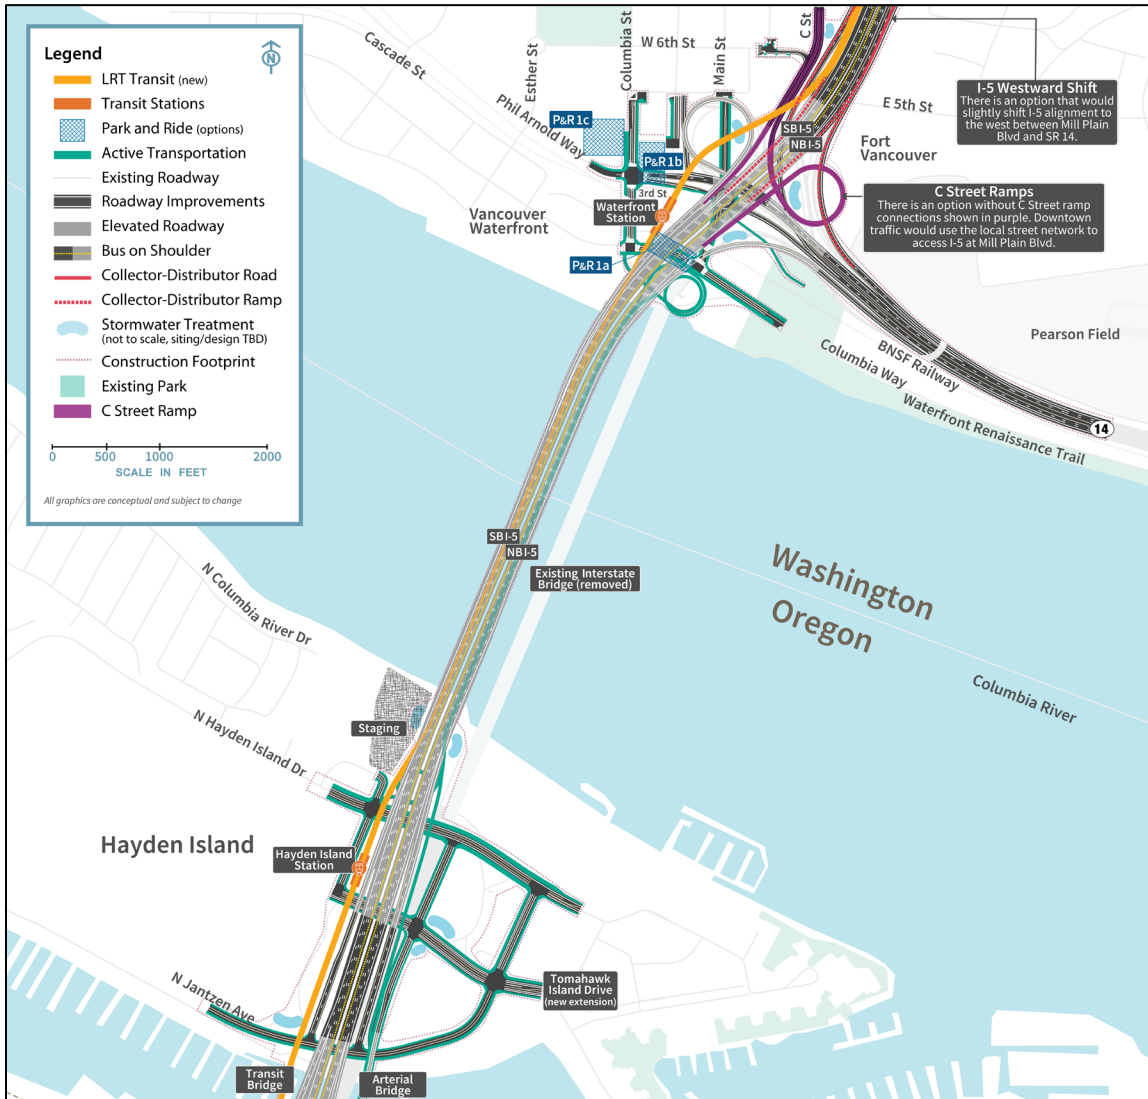 Legend
N
LRT Transit (new)
Transit Stations
Park and Ride (options)
Active Transportation
Existing Roadway
Roadway Improvements
Elevated Roadway
Bus on Shoulder
Collector-Distributor Road
Collector-Distributor Ramp
Stormwater Treatment
(not to scale, siting/design TBD)
Construction Footprint
Existing Park
C Street Ramp
0 500 1000 2000
SCALE IN FEET
All graphics are conceptual and subject to change
Cascade St
Esther St
Columbia St
W 6th St
Main St
C St
Phil Arnold Way
P&R1c
P&R1b
3rd St
Waterfront
Station
Vancouver
Waterfront
P&R1a
SB I-5
NB I-5
E 5th St
Fort
Vancouver
I-5 Westward Shift
There is an option that would
slightly shift I-5 alignment to
the west between Mill Plain
Blvd and SR 14.
C Street Ramps
There is an option without C Street ramp
connections shown in purple. Downtown
traffic would use the local street network to
access I-5 at Mill Plain Blvd.
Pearson Field
BNSF Railway
Columbia Way
Waterfront Renaissance Trail
14
SB I-5
NB I-5
Existing Interstate
Bridge (removed)
Washington
Oregon
Columbia River
N Columbia River Dr
N Hayden Island Dr
Staging
Hayden Island
Hayden Island
Station
N Jantzen Ave
Tomahawk
Island Drive
(new extension)
Transit
Bridge
Arterial
Bridge